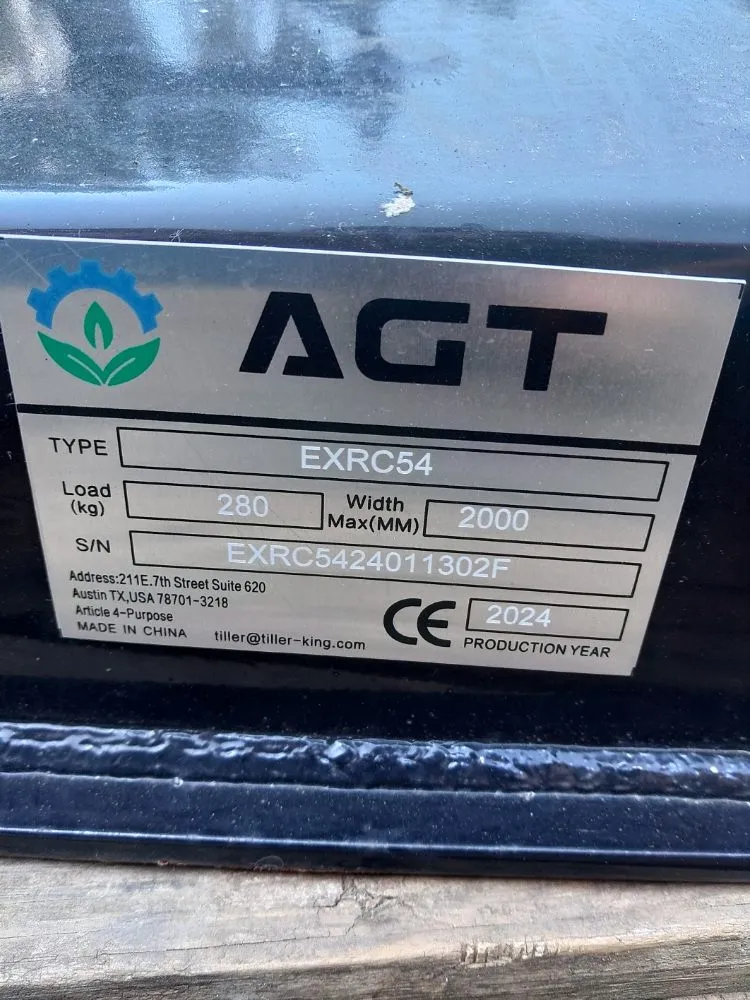 AGT
TYPE EXRC54
Load (kg) 280 Width Max(MM) 2000
S/N EXRC5424011302F
Address:211E.7th Street Suite 620
Austin TX,USA 78701-3218
Article 4-Purpose
MADE IN CHINA tiller@tiller-king.com
CE 2024
PRODUCTION YEAR